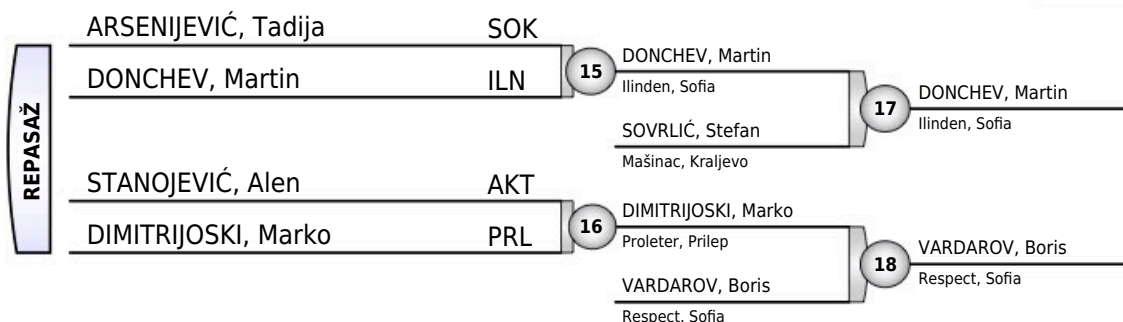 REPASAŽ
ARSENIJEVIĆ, Tadija SOK
DONCHEV, Martin ILN
STANOJEVIĆ, Alen AKT
DIMITRIJOSKI, Marko PRL
15
DONCHEV, Martin
Ilinden, Sofia
SOVRLIĆ, Stefan
Mašinac, Kraljevo
16
DIMITRIJOSKI, Marko
Proleter, Prilep
VARDAROV, Boris
Respect, Sofia
17
DONCHEV, Martin
Ilinden, Sofia
18
VARDAROV, Boris
Respect, Sofia